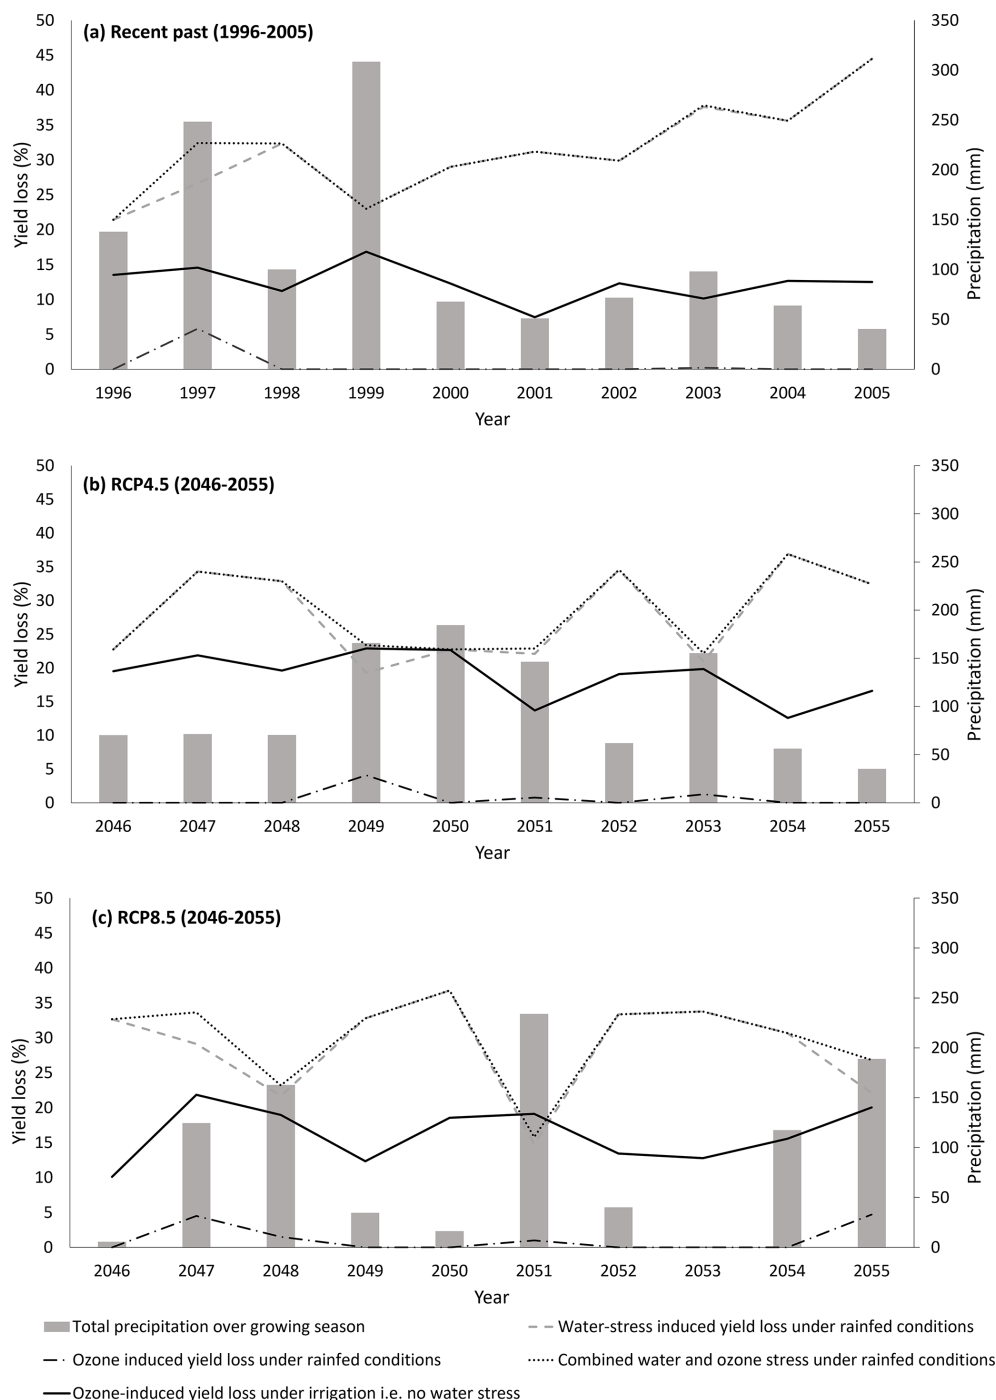 (a) Recent past (1996-2005)
50
45
40
35
30
25
20
15
10
5
0
Yield loss (%)
350
300
250
200
150
100
50
0
Precipitation (mm)
1996 1997 1998 1999 2000 2001 2002 2003 2004 2005
Year
(b) RCP4.5 (2046-2055)
50
45
40
35
30
25
20
15
10
5
0
Yield loss (%)
350
300
250
200
150
100
50
0
Precipitation (mm)
2046 2047 2048 2049 2050 2051 2052 2053 2054 2055
Year
(c) RCP8.5 (2046-2055)
50
45
40
35
30
25
20
15
10
5
0
Yield loss (%)
350
300
250
200
150
100
50
0
Precipitation (mm)
2046 2047 2048 2049 2050 2051 2052 2053 2054 2055
Year
Total precipitation over growing season
Water-stress induced yield loss under rainfed conditions
Ozone induced yield loss under rainfed conditions
Combined water and ozone stress under rainfed conditions
Ozone-induced yield loss under irrigation i.e. no water stress